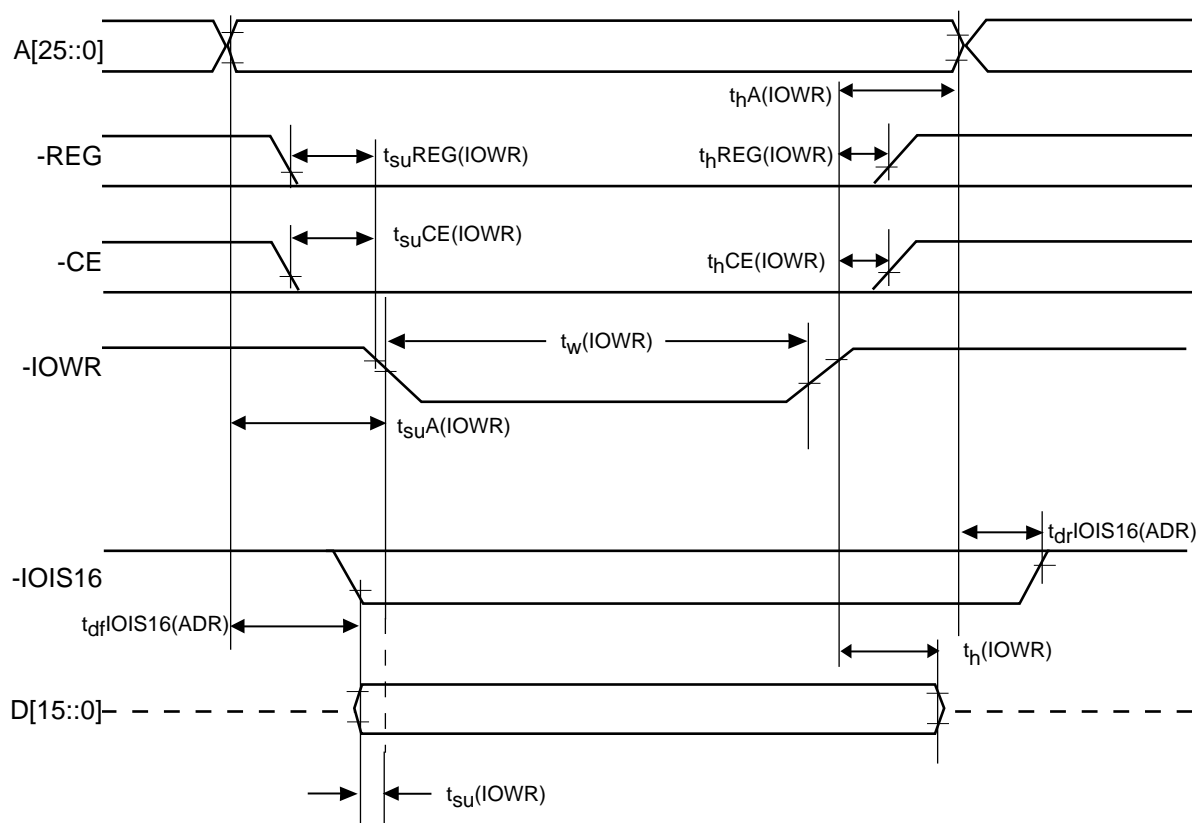 A[25::0]
thA(IOWR)
-REG
tsuREG(IOWR)
thREG(IOWR)
-CE
tsuCE(IOWR)
thCE(IOWR)
-IOWR
tw(IOWR)
tsuA(IOWR)
tdrIOIS16(ADR)
-IOIS16
tdfIOIS16(ADR)
th(IOWR)
D[15::0]
tsu(IOWR)